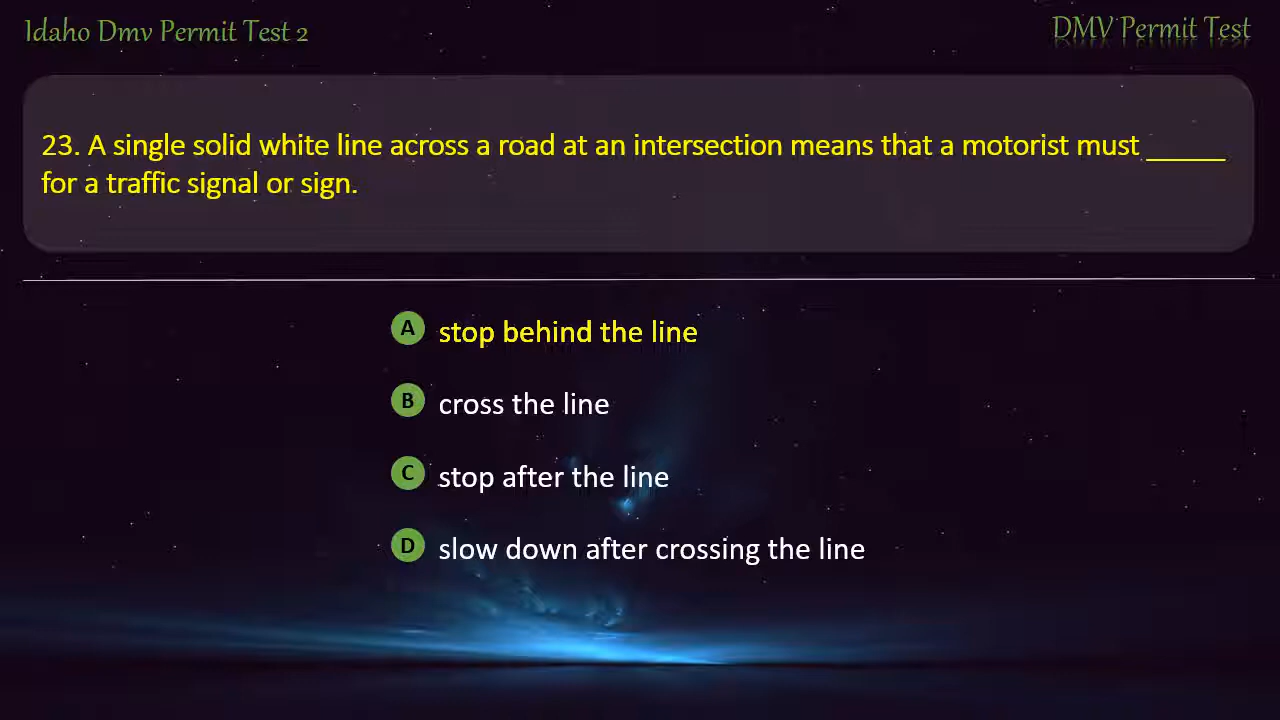 Idaho Dmv Permit Test 2
DMV Permit Test
23. A single solid white line across a road at an intersection means that a motorist must _____
for a traffic signal or sign.
A stop behind the line
B cross the line
C stop after the line
D slow down after crossing the line